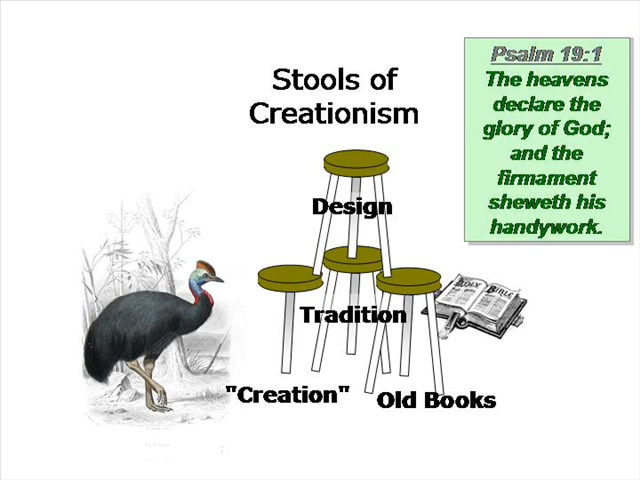 Stools of
Creationism
Psalm 19:1
The heavens
declare the
glory of God;
and the
firmament
sheweth his
handywork.
Design
HOLY BIBLE
Tradition
"Creation"
Old Books